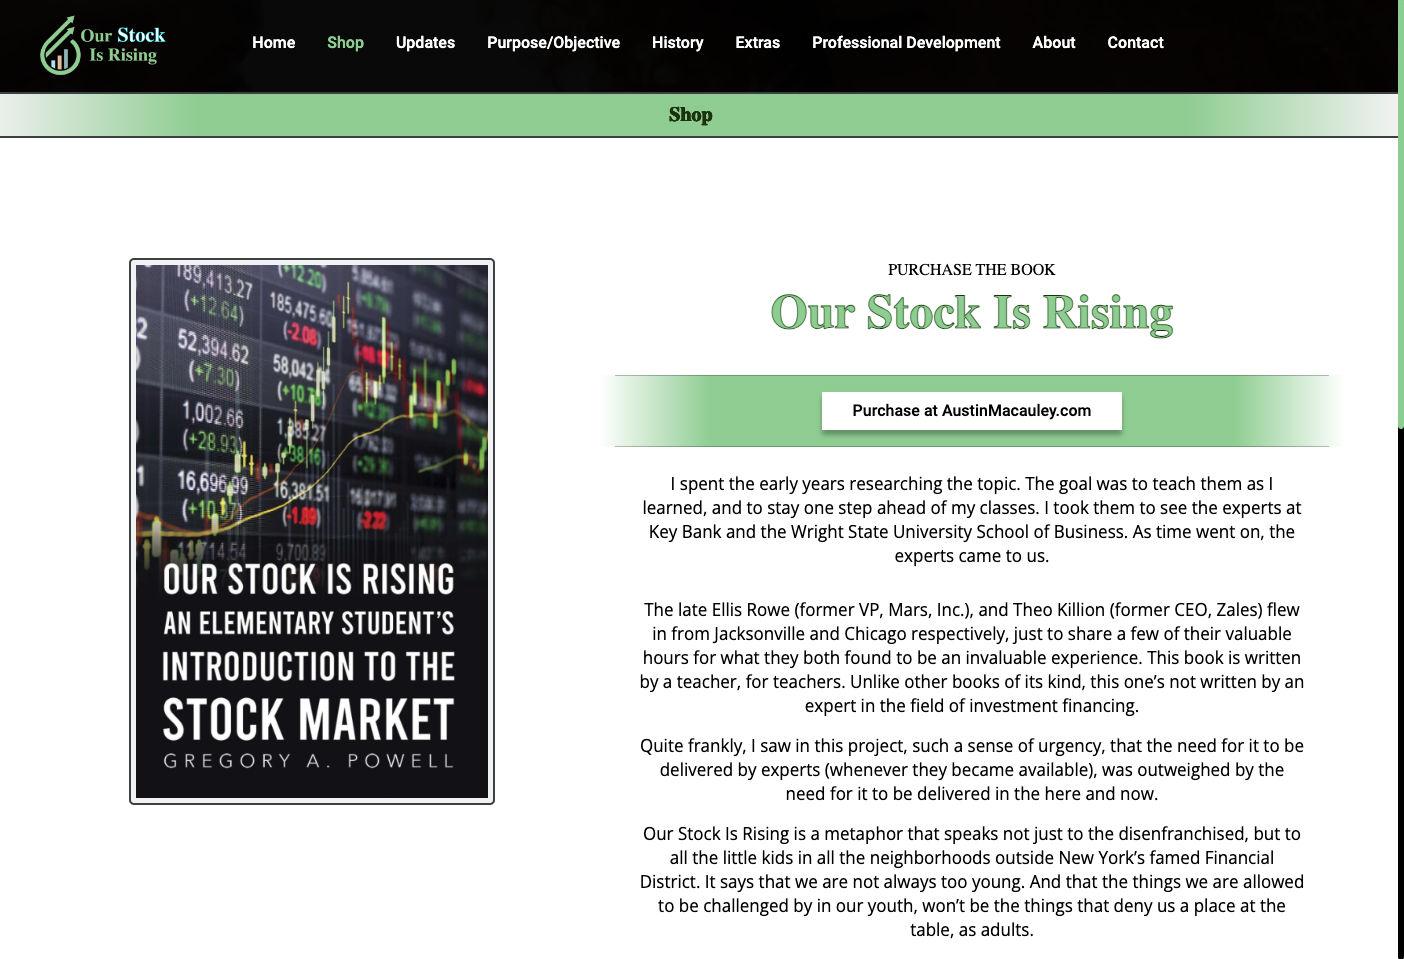 Our Stock
Is Rising
Home Shop Updates Purpose/Objective History Extras Professional Development About Contact
Shop
189,413.27
(+12.64)
(+12.20)
185,475.60
(-2.08)
52,394.62
(+7.30)
58,042
1,002.66
(+28.93)
16,696.99
16,381.51
(-1.89)
9,700.89
OUR STOCK IS RISING
AN ELEMENTARY STUDENT'S
INTRODUCTION TO THE
STOCK MARKET
GREGORY A. POWELL
PURCHASE THE BOOK
Our Stock Is Rising
Purchase at AustinMacauley.com
I spent the early years researching the topic. The goal was to teach them as I
learned, and to stay one step ahead of my classes. I took them to see the experts at
Key Bank and the Wright State University School of Business. As time went on, the
experts came to us.
The late Ellis Rowe (former VP, Mars, Inc.), and Theo Killion (former CEO, Zales) flew
in from Jacksonville and Chicago respectively, just to share a few of their valuable
hours for what they both found to be an invaluable experience. This book is written
by a teacher, for teachers. Unlike other books of its kind, this one’s not written by an
expert in the field of investment financing.
Quite frankly, I saw in this project, such a sense of urgency, that the need for it to be
delivered by experts (whenever they became available), was outweighed by the
need for it to be delivered in the here and now.
Our Stock Is Rising is a metaphor that speaks not just to the disenfranchised, but to
all the little kids in all the neighborhoods outside New York’s famed Financial
District. It says that we are not always too young. And that the things we are allowed
to be challenged by in our youth, won’t be the things that deny us a place at the
table, as adults.